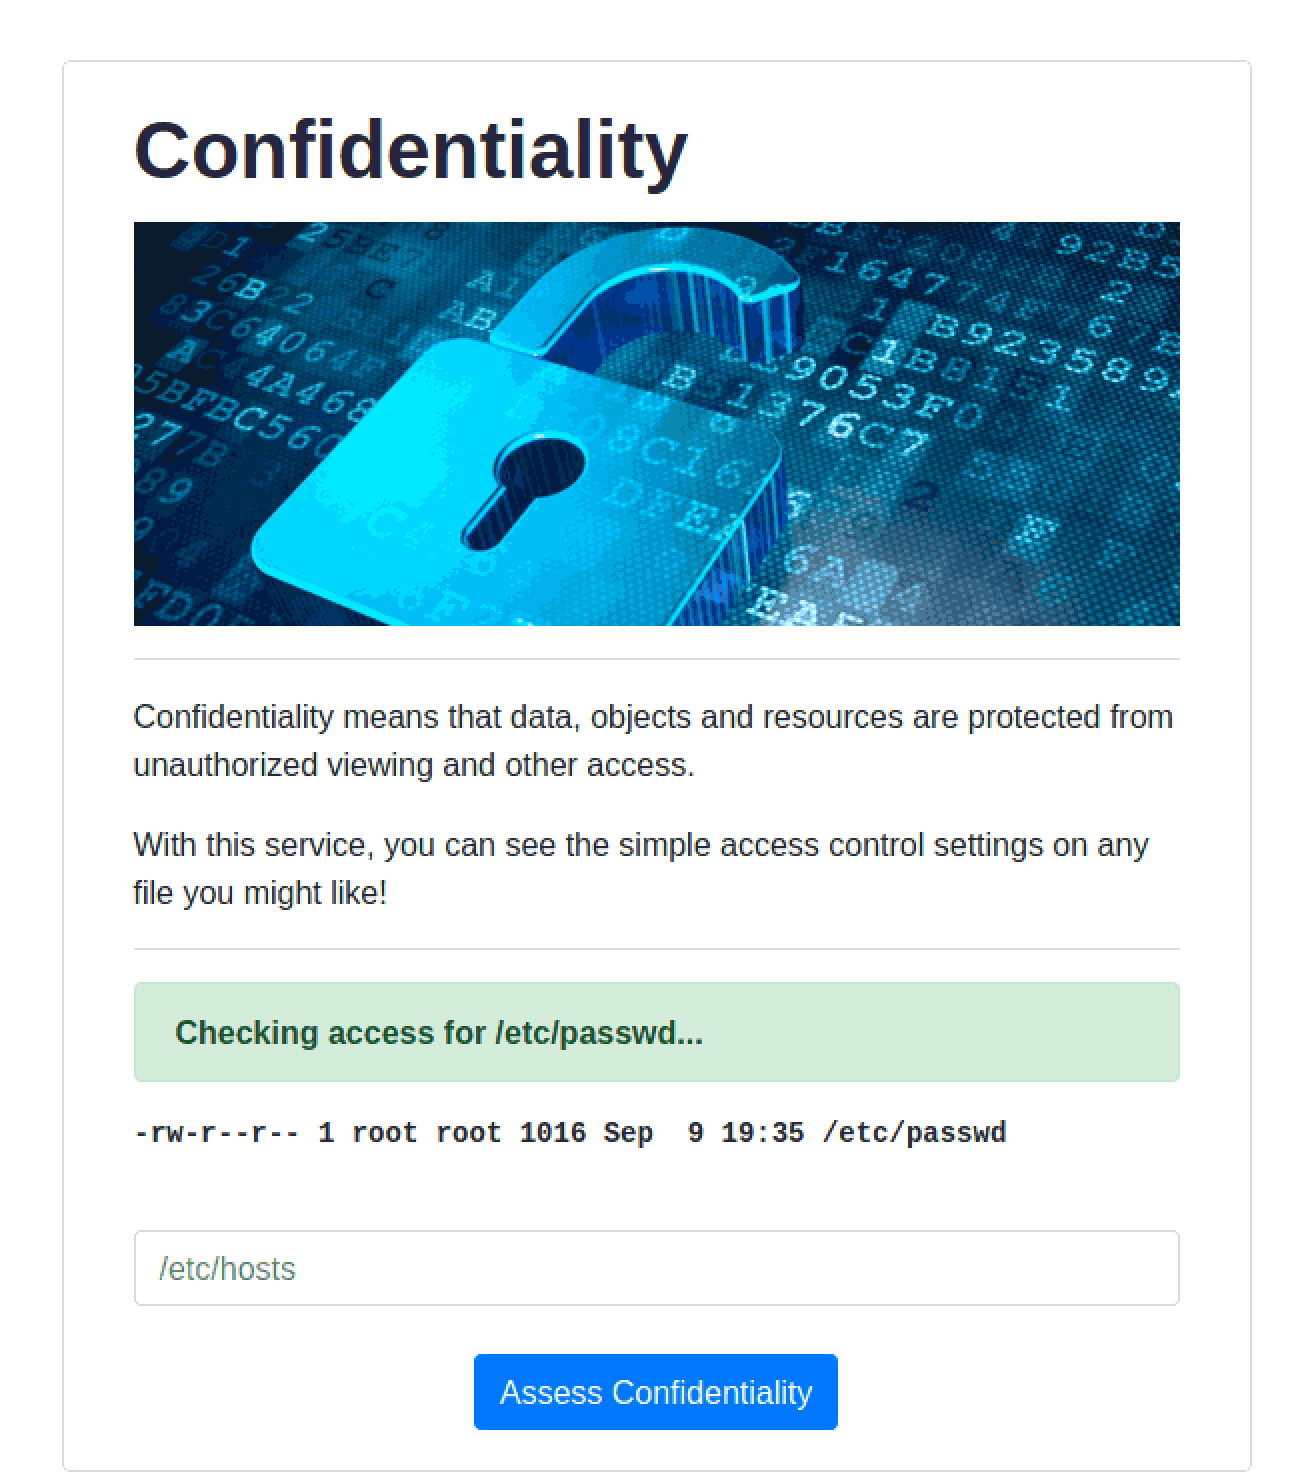 Confidentiality
Confidentiality means that data, objects and resources are protected from
unauthorized viewing and other access.
With this service, you can see the simple access control settings on any
file you might like!
Checking access for /etc/passwd...
-rw-r--r-- 1 root root 1016 Sep  9 19:35 /etc/passwd
/etc/hosts
Assess Confidentiality